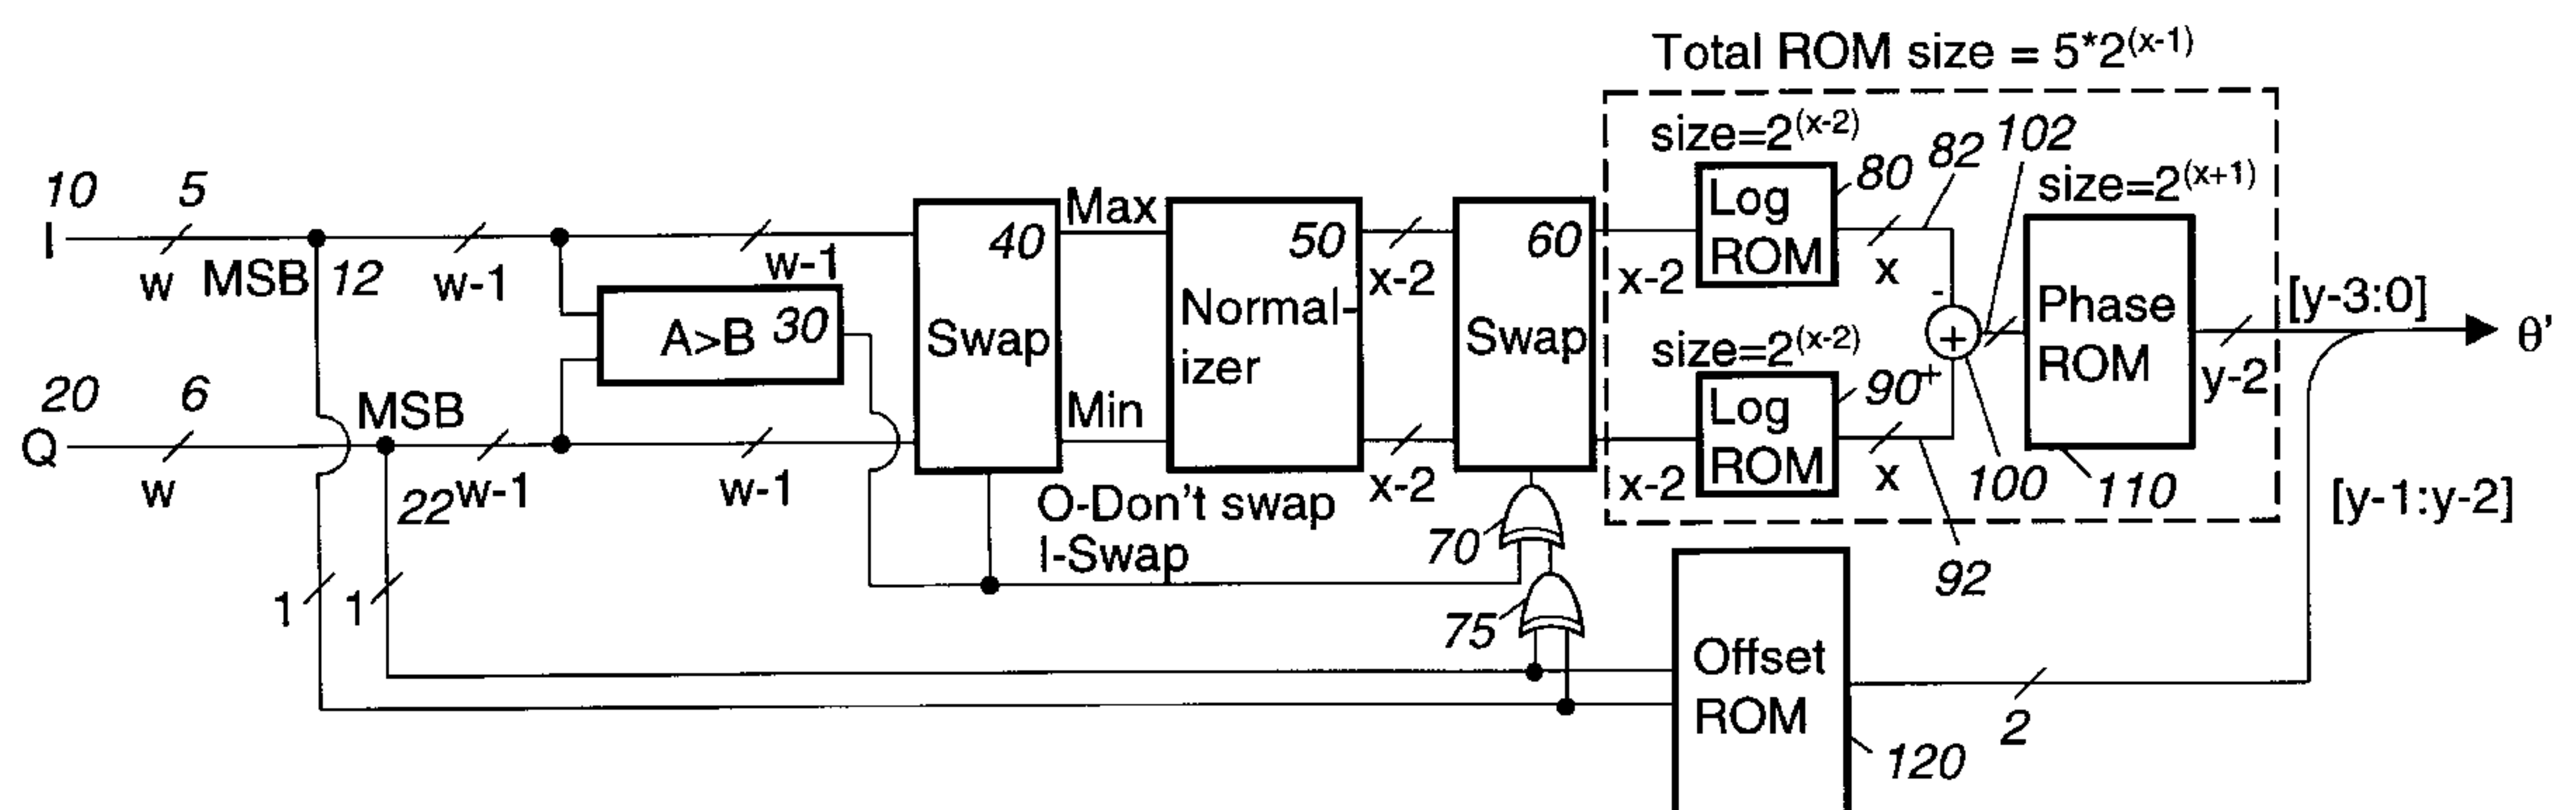 Total ROM size = 5*2^(x-1)
size=2^(x-2)
82
102
10
5
I
w
MSB
12
w-1
w-1
Max
40
Swap
50
Normal-
izer
x-2
60
Swap
x-2
Log
ROM
80
x
-
size=2^(x+1)
Phase
ROM
[y-3:0]
y-2
θ'
A>B
30
20
6
Q
w
MSB
22
w-1
w-1
Min
x-2
x-2
size=2^(x-2)
Log
ROM
90
+
+
x
100
110
92
[y-1:y-2]
O-Don't swap
I-Swap
70
75
1
1
Offset
ROM
2
120